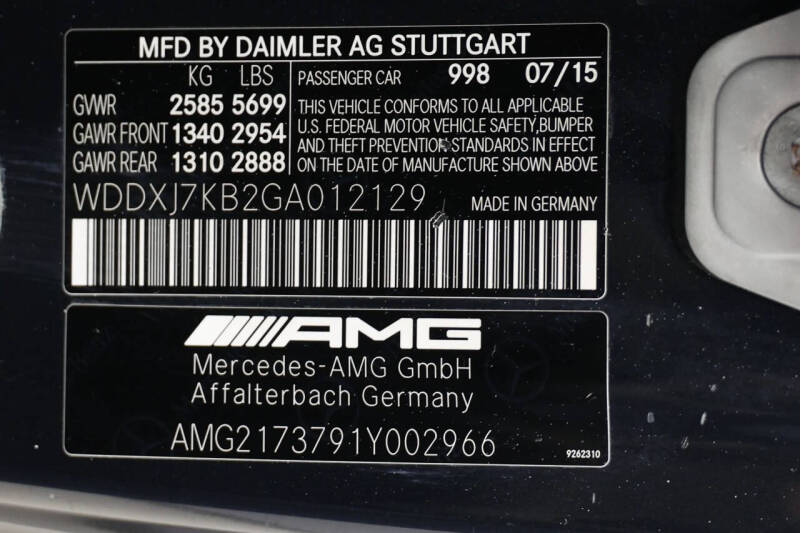 MFD BY DAIMLER AG STUTTGART
KG LBS
GVWR 2585 5699
GAWR FRONT 1340 2954
GAWR REAR 1310 2888
PASSENGER CAR 998 07/15
THIS VEHICLE CONFORMS TO ALL APPLICABLE
U.S. FEDERAL MOTOR VEHICLE SAFETY,BUMPER
AND THEFT PREVENTION STANDARDS IN EFFECT
ON THE DATE OF MANUFACTURE SHOWN ABOVE
WDDXJ7KB2GA012129 MADE IN GERMANY
AMG
Mercedes-AMG GmbH
Affalterbach Germany
AMG2173791Y002966
9262310